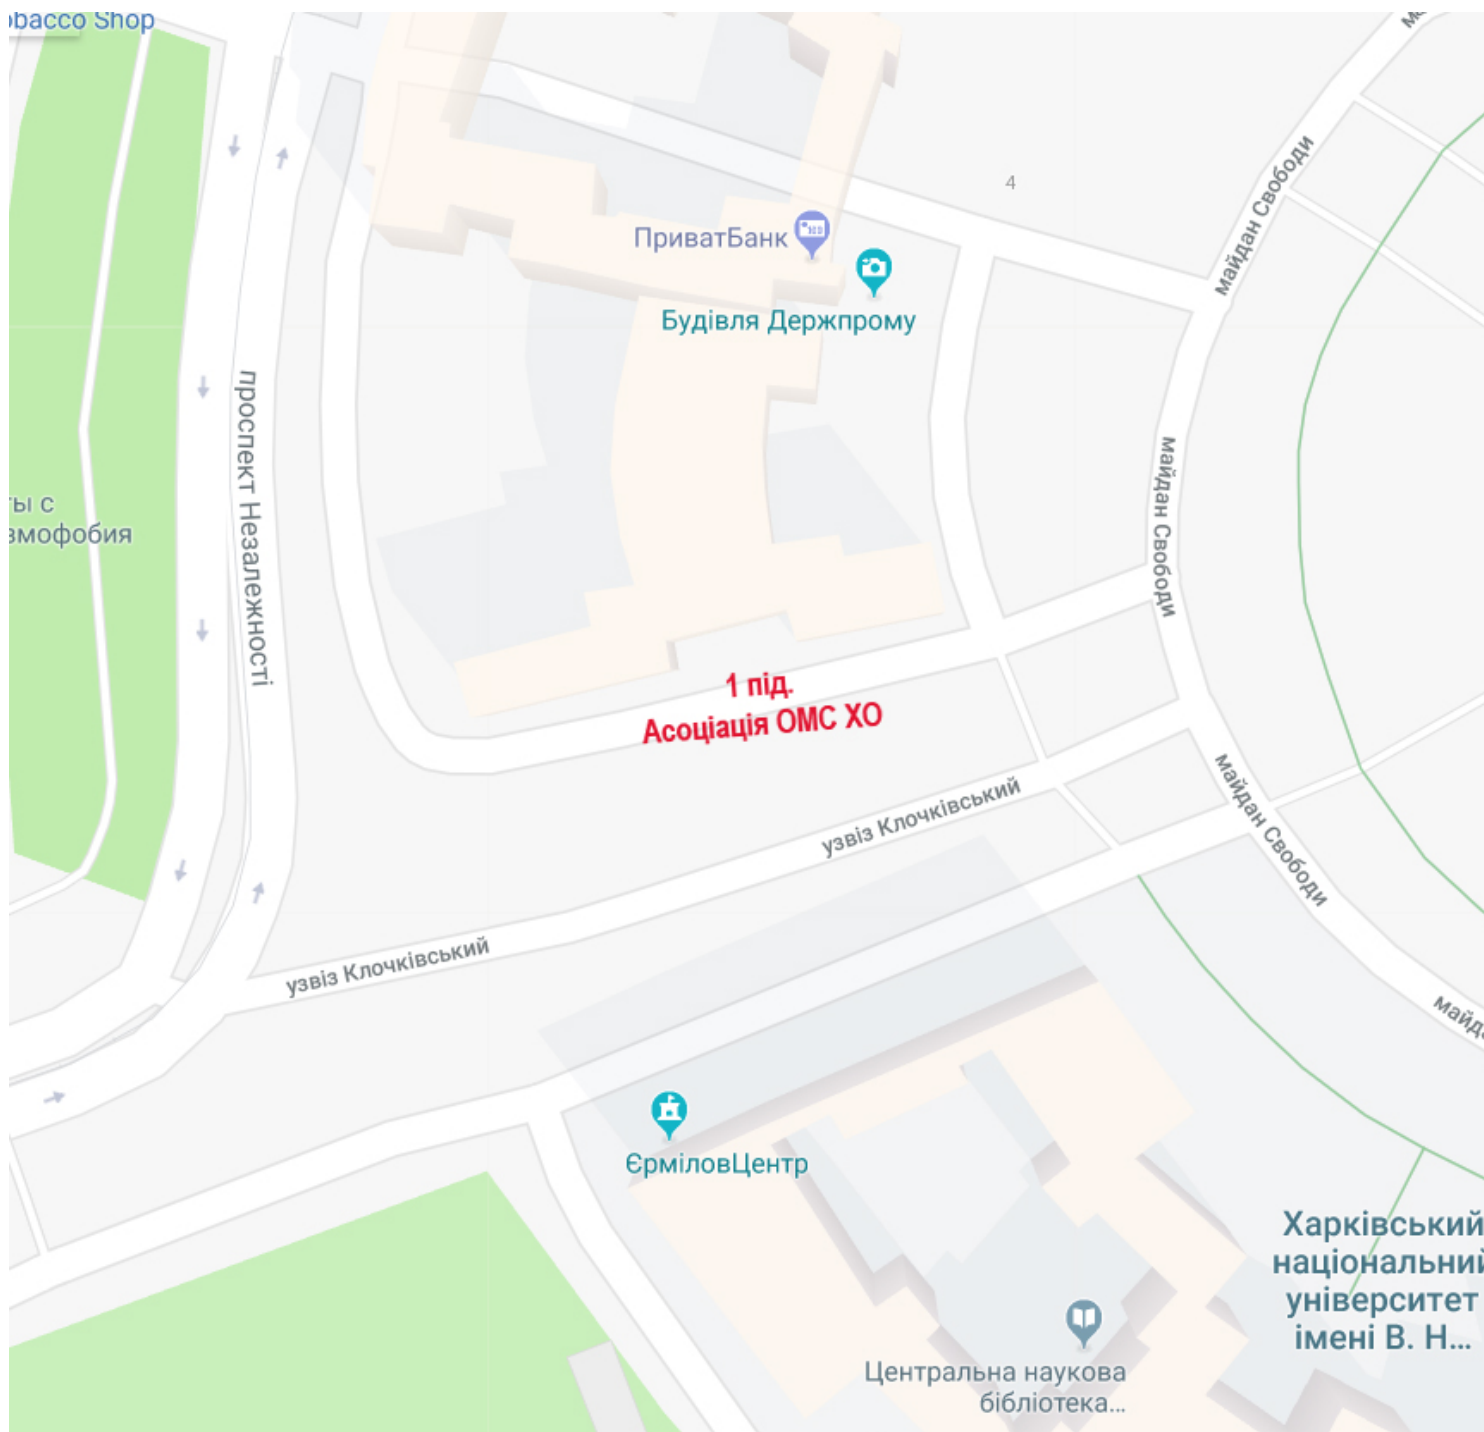 bacco Shop
4
майдан Свободи
ПриватБанк
Будівля Держпрому
проспект Незалежності
майдан Свободи
ты с
змофобия
1 під.
Асоціація ОМС ХО
узвіз Клочківський
майдан Свободи
узвіз Клочківський
ЄрміловЦентр
Харківський
національний
університет
імені В. Н...
Центральна наукова
бібліотека...